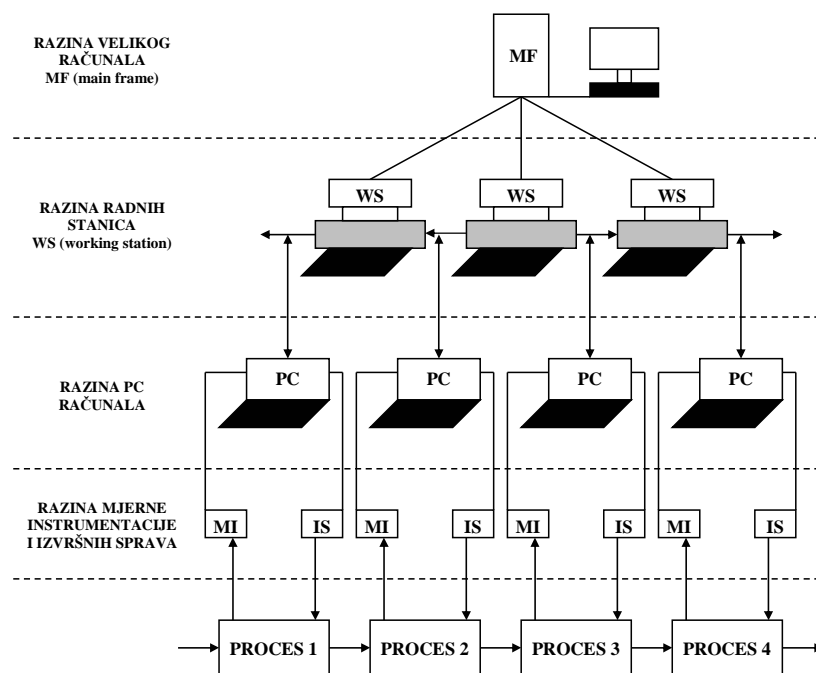 RAZINA VELIKOG
RAČUNALA
MF (main frame)
MF
RAZINA RADNIH
STANICA
WS (working station)
WS WS WS
RAZINA PC
RAČUNALA
PC PC PC PC
RAZINA MJERNE
INSTRUMENTACIJE
I IZVRŠNIH SPRAVA
MI IS MI IS MI IS MI IS
PROCES 1 PROCES 2 PROCES 3 PROCES 4